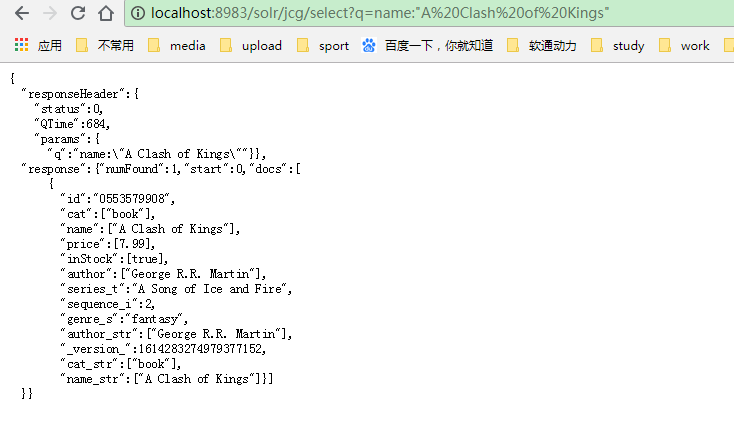 localhost:8983/solr/jcg/select?q=name:"A%20Clash%20of%20Kings"
应用 不常用 media upload sport 百度一下，你就知道 软通动力 study work
{
  "responseHeader":{
    "status":0,
    "QTime":684,
    "params":{
      "q":"name:\"A Clash of Kings\""}},
  "response":{"numFound":1,"start":0,"docs":[
      {
        "id":"0553579908",
        "cat":["book"],
        "name":["A Clash of Kings"],
        "price":[7.99],
        "inStock":[true],
        "author":["George R.R. Martin"],
        "series_t":"A Song of Ice and Fire",
        "sequence_i":2,
        "genre_s":"fantasy",
        "author_str":["George R.R. Martin"],
        "_version_":1614283274979377152,
        "cat_str":["book"],
        "name_str":["A Clash of Kings"]}]
  }}